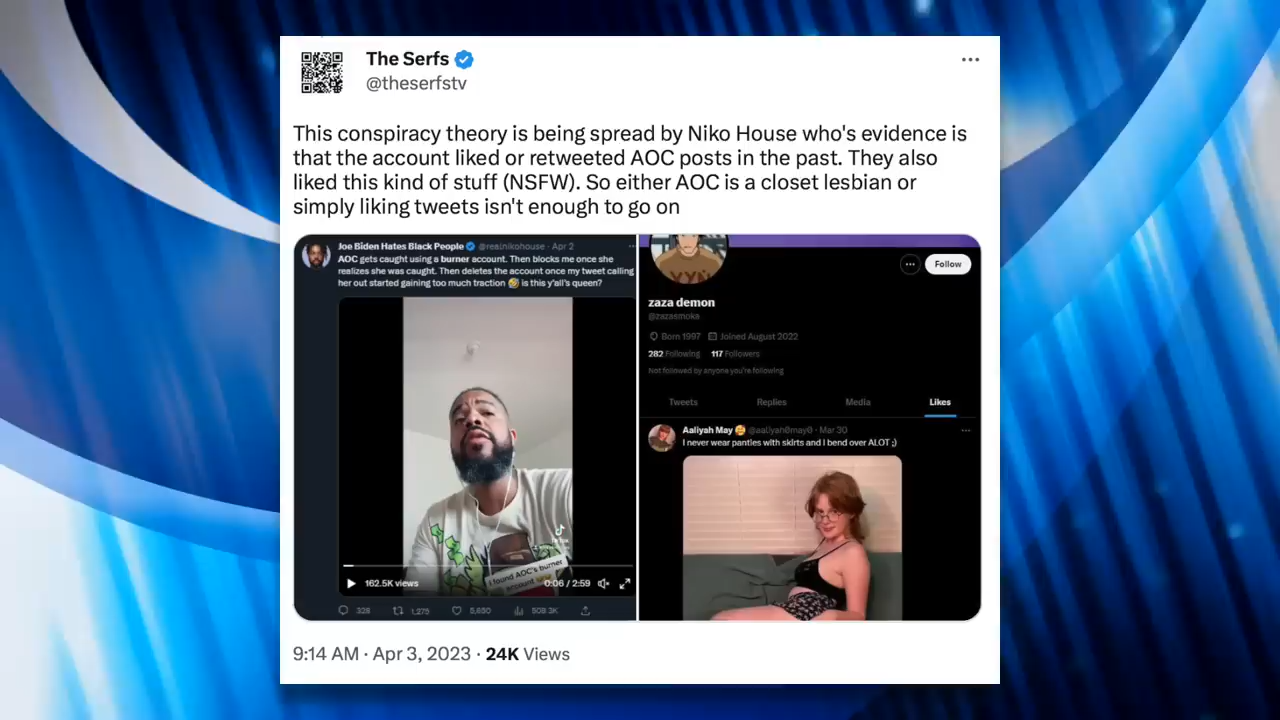 The Serfs
@theserfstv
This conspiracy theory is being spread by Niko House who's evidence is
that the account liked or retweeted AOC posts in the past. They also
liked this kind of stuff (NSFW). So either AOC is a closet lesbian or
simply liking tweets isn't enough to go on
Joe Biden Hates Black People @realnikohouse · Apr 2
AOC gets caught using a burner account. Then blocks me once she
realizes she was caught. Then deletes the account once my tweet calling
her out started gaining too much traction 🤣 is this y'all's queen?
I found AOC's burner
account
162.5K views
0:06 / 2:59
328 1,275 5,690 508.3K
Follow
zaza demon
@zazasmoka
Born 1997 Joined August 2022
282 Following 117 Followers
Not followed by anyone you're following
Tweets Replies Media Likes
Aaliyah May 🥰 @aaliyah0may0 · Mar 30
I never wear panties with skirts and I bend over ALOT ;)
9:14 AM · Apr 3, 2023 · 24K Views